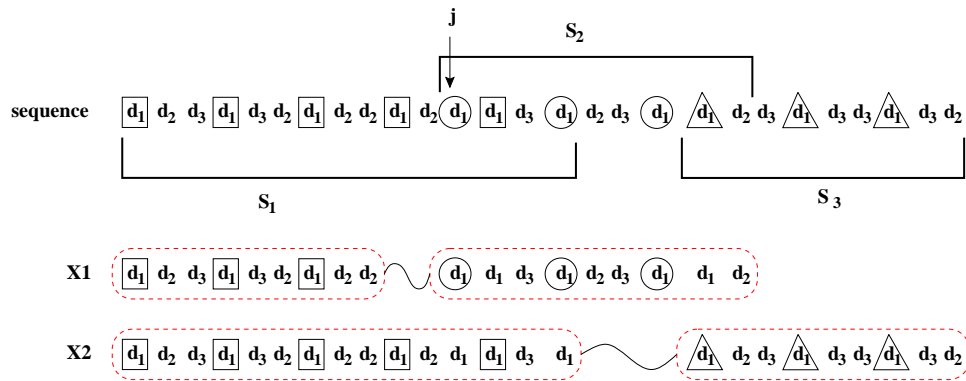 j
S2
sequence d1 d2 d3 d1 d3 d2 d1 d2 d2 d1 d2 d1 d1 d3 d1 d2 d3 d1 d1 d2 d3 d1 d3 d3 d1 d3 d2
S1 S3
X1 d1 d2 d3 d1 d3 d2 d1 d2 d2 d1 d1 d3 d1 d2 d3 d1 d1 d2
X2 d1 d2 d3 d1 d3 d2 d1 d2 d2 d1 d2 d1 d1 d3 d1 d1 d2 d3 d1 d3 d3 d1 d3 d2